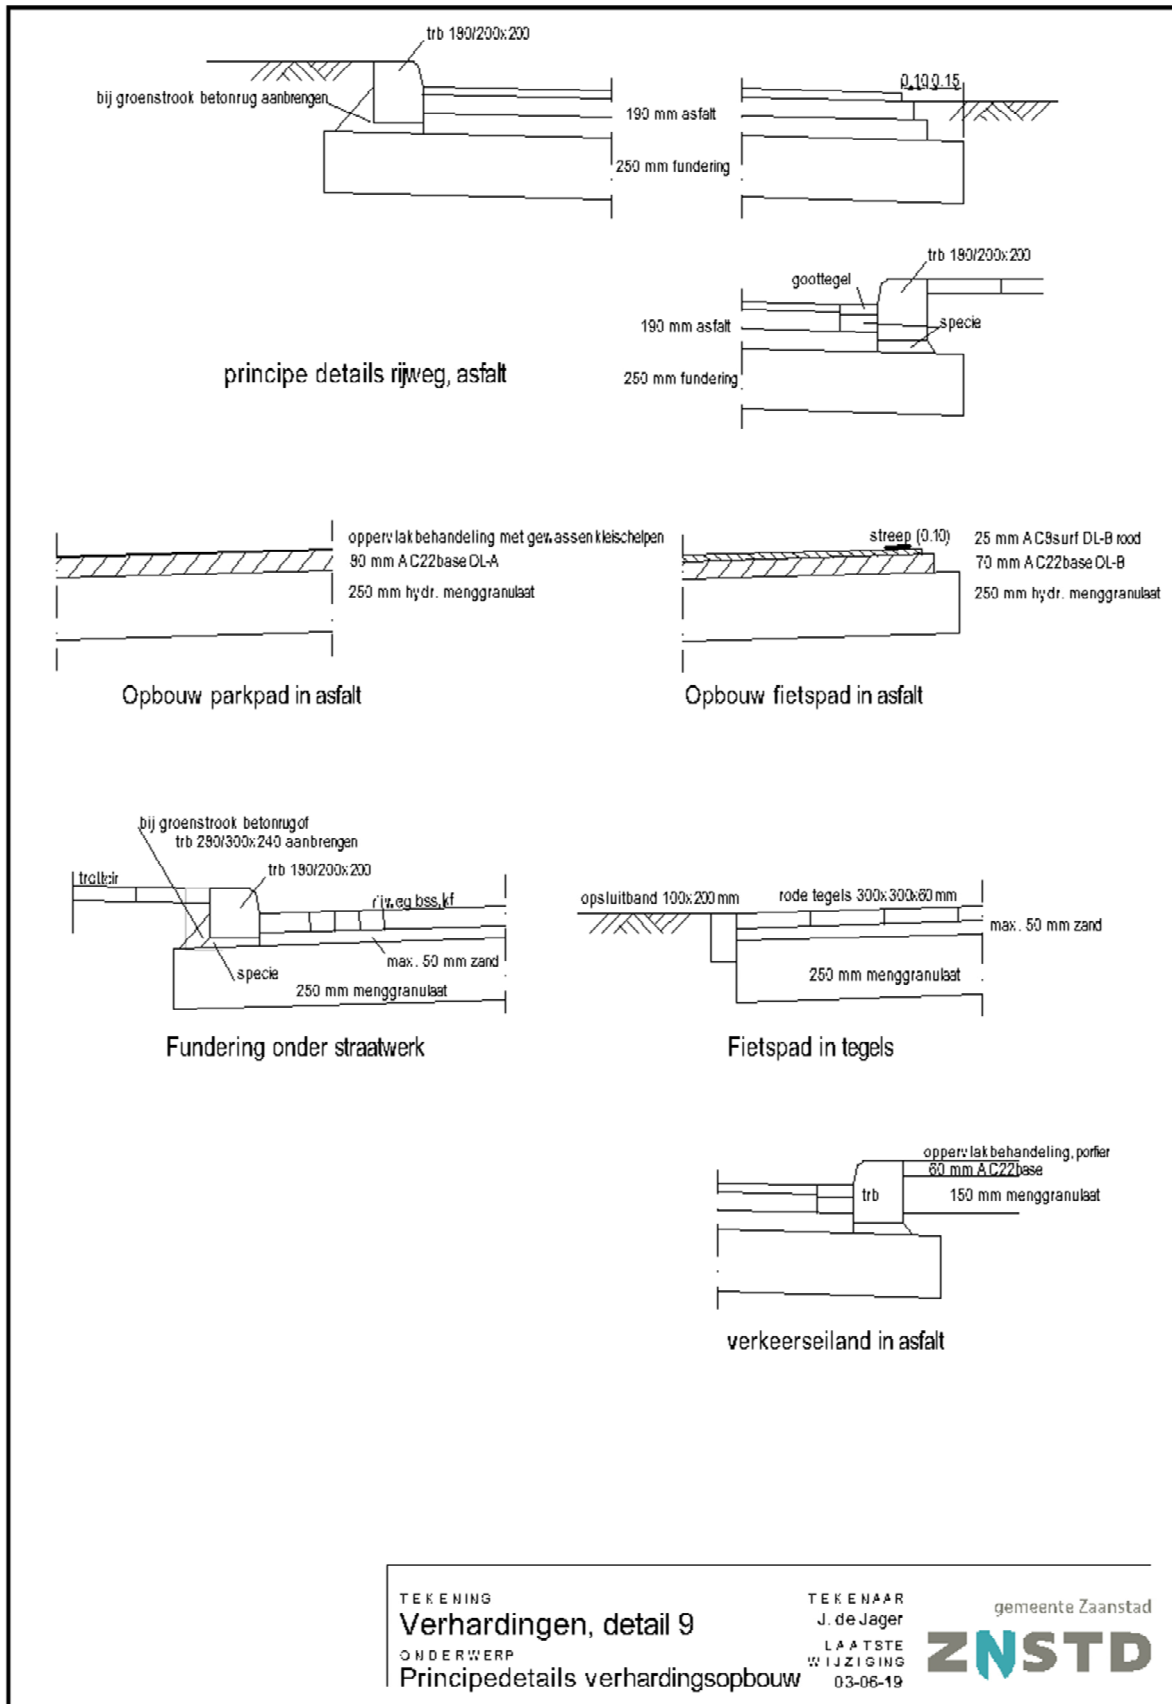 trb 180/200x200
bij groenstrook betonrug aanbrengen
0.10 0.15
190 mm asfalt
250 mm fundering
trb 180/200x200
goottegel
specie
190 mm asfalt
250 mm fundering
principe details rijweg, asfalt
oppervlakbehandeling met gewassen kleischelpen
90 mm AC22base OL-A
250 mm hydr. menggranulaat
Opbouw parkpad in asfalt
streep (0.10)
25 mm AC8surf DL-B rood
70 mm AC22base OL-B
250 mm hydr. menggranulaat
Opbouw fietspad in asfalt
bij groenstrook betonrug of
trb 280/300x240 aanbrengen
trb 180/200x200
trottoir
rijweg bss, kf
max. 50 mm zand
specie
250 mm menggranulaat
Fundering onder straatwerk
opsluitband 100x200 mm
rode tegels 300x300x60 mm
max. 50 mm zand
250 mm menggranulaat
Fietspad in tegels
oppervlakbehandeling, porfier
60 mm AC22base
trb
150 mm menggranulaat
verkeerseiland in asfalt
TEKENING
Verhardingen, detail 9
ONDERWERP
Principedetails verhardingsopbouw
TEKENAAR
J. de Jager
LAATSTE
WIJZIGING
03-06-19
gemeente Zaanstad
ZNSTD